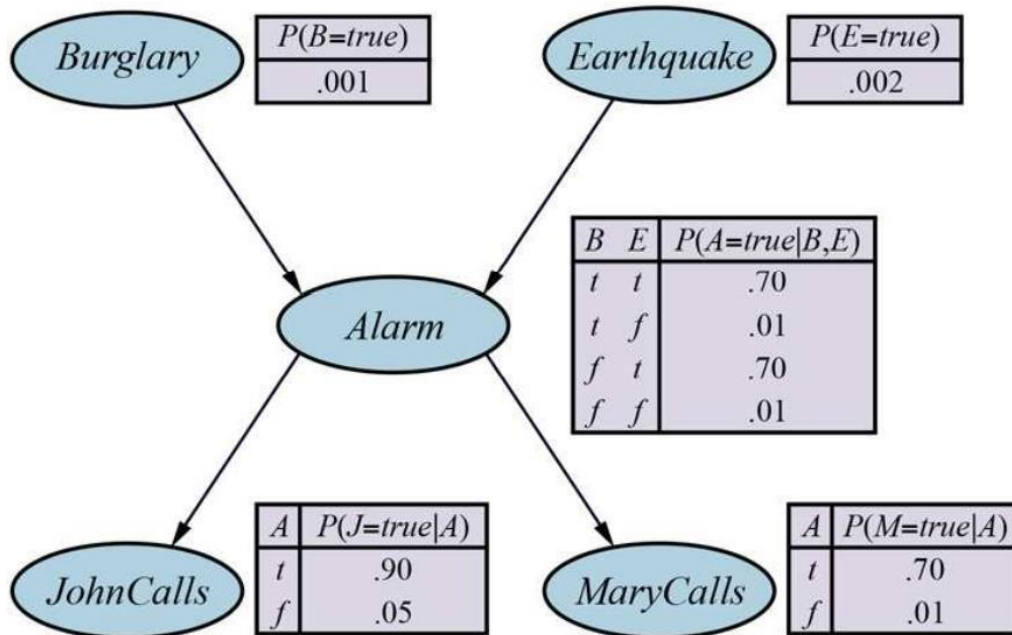 Burglary
P(B=true)
.001
Earthquake
P(E=true)
.002
B E P(A=true|B,E)
t t .70
t f .01
f t .70
f f .01
Alarm
JohnCalls
A P(J=true|A)
t .90
f .05
MaryCalls
A P(M=true|A)
t .70
f .01